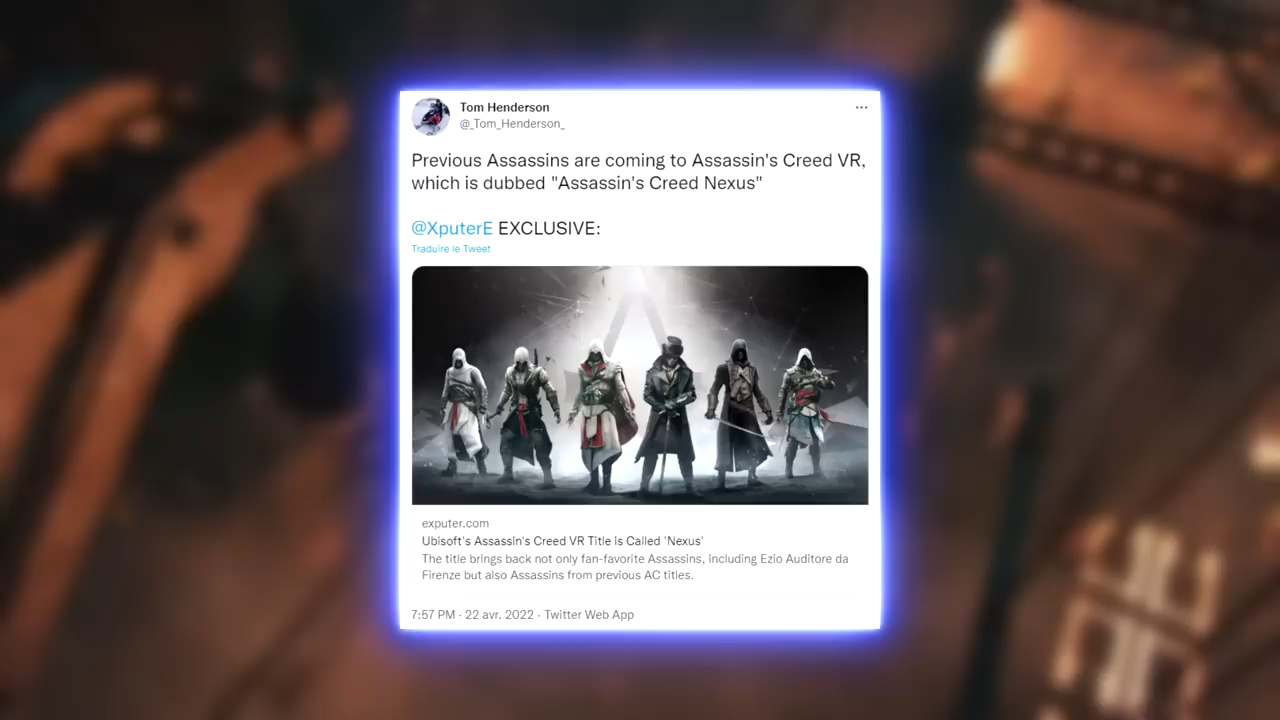 Tom Henderson
@_Tom_Henderson_
Previous Assassins are coming to Assassin's Creed VR,
which is dubbed "Assassin's Creed Nexus"
@XputerE EXCLUSIVE:
Traduire le Tweet
exputer.com
Ubisoft's Assassin's Creed VR Title is Called 'Nexus'
The title brings back not only fan-favorite Assassins, including Ezio Auditore da
Firenze but also Assassins from previous AC titles.
7:57 PM · 22 avr. 2022 · Twitter Web App